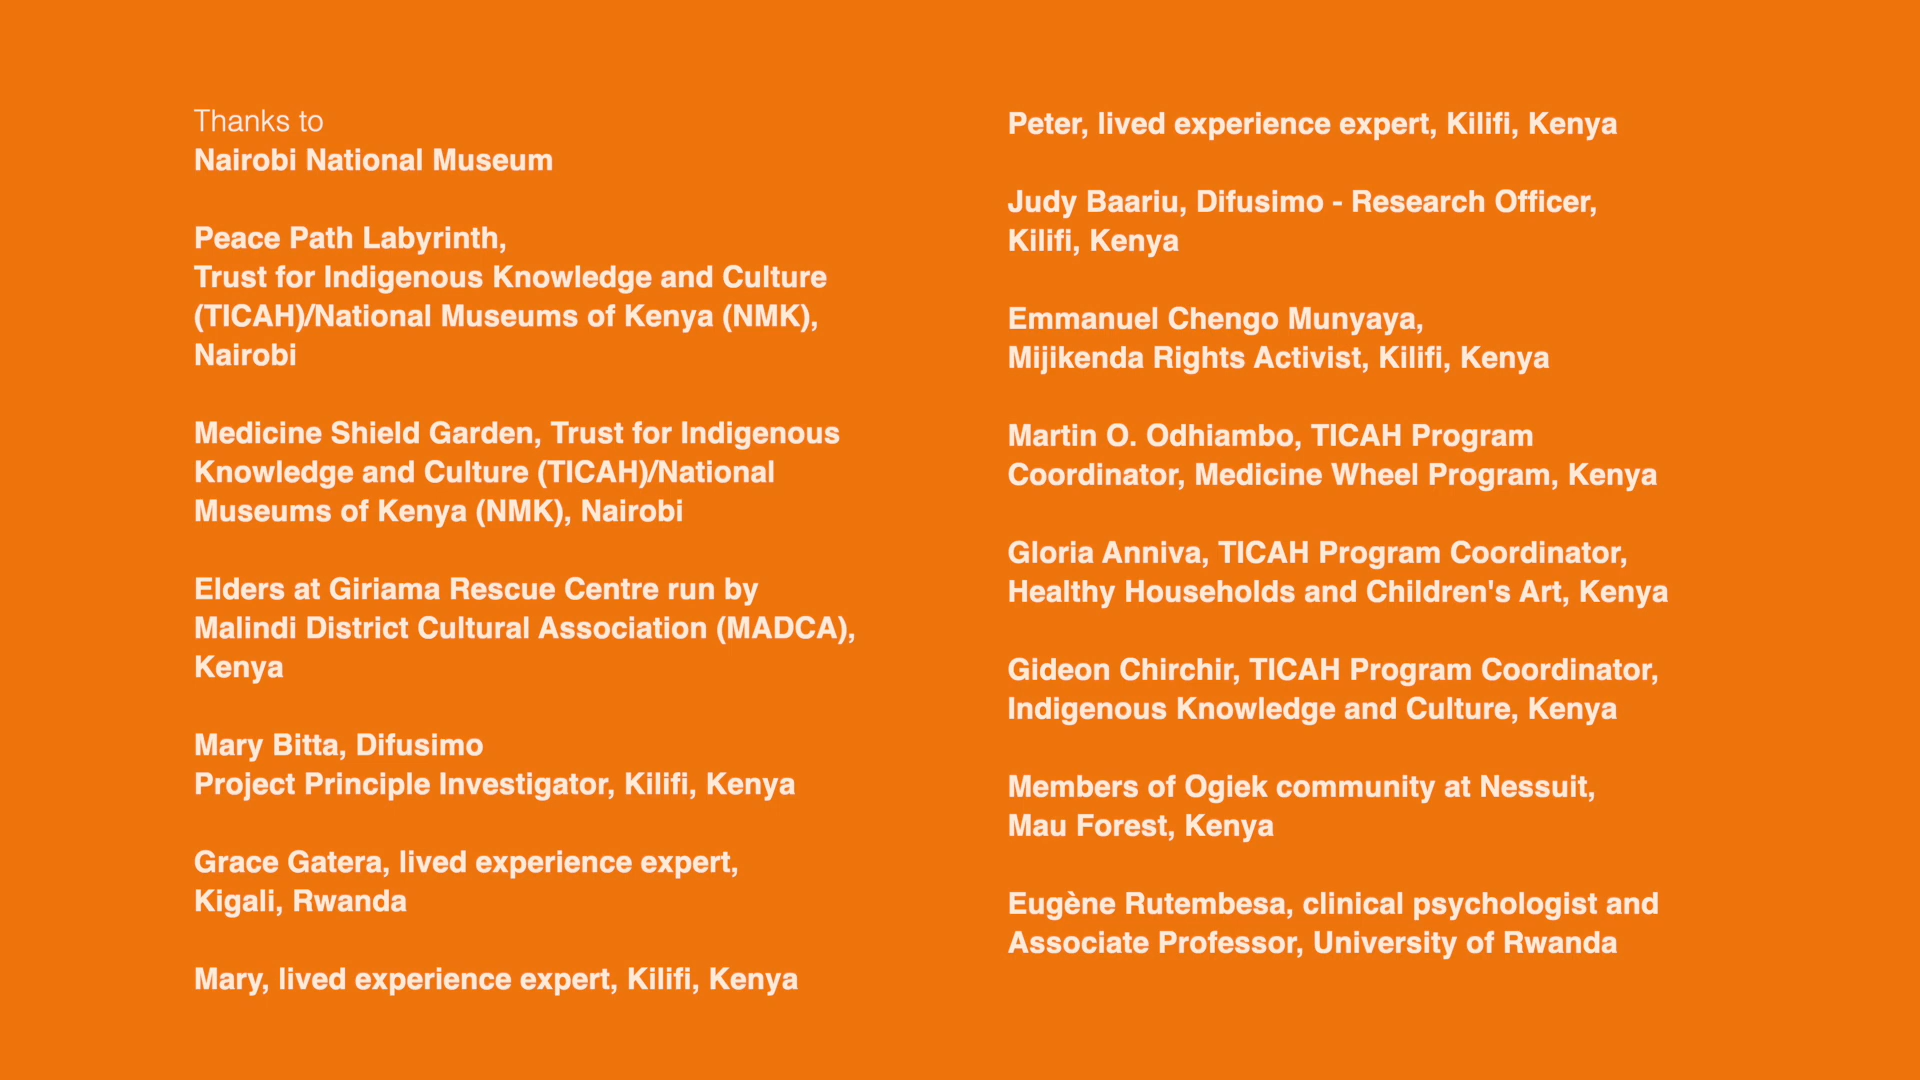 Thanks to
Nairobi National Museum
Peace Path Labyrinth,
Trust for Indigenous Knowledge and Culture
(TICAH)/National Museums of Kenya (NMK),
Nairobi
Medicine Shield Garden, Trust for Indigenous
Knowledge and Culture (TICAH)/National
Museums of Kenya (NMK), Nairobi
Elders at Giriama Rescue Centre run by
Malindi District Cultural Association (MADCA),
Kenya
Mary Bitta, Difusimo
Project Principle Investigator, Kilifi, Kenya
Grace Gatera, lived experience expert,
Kigali, Rwanda
Mary, lived experience expert, Kilifi, Kenya
Peter, lived experience expert, Kilifi, Kenya
Judy Baariu, Difusimo - Research Officer,
Kilifi, Kenya
Emmanuel Chengo Munyaya,
Mijikenda Rights Activist, Kilifi, Kenya
Martin O. Odhiambo, TICAH Program
Coordinator, Medicine Wheel Program, Kenya
Gloria Anniva, TICAH Program Coordinator,
Healthy Households and Children's Art, Kenya
Gideon Chirchir, TICAH Program Coordinator,
Indigenous Knowledge and Culture, Kenya
Members of Ogiek community at Nessuit,
Mau Forest, Kenya
Eugène Rutembesa, clinical psychologist and
Associate Professor, University of Rwanda